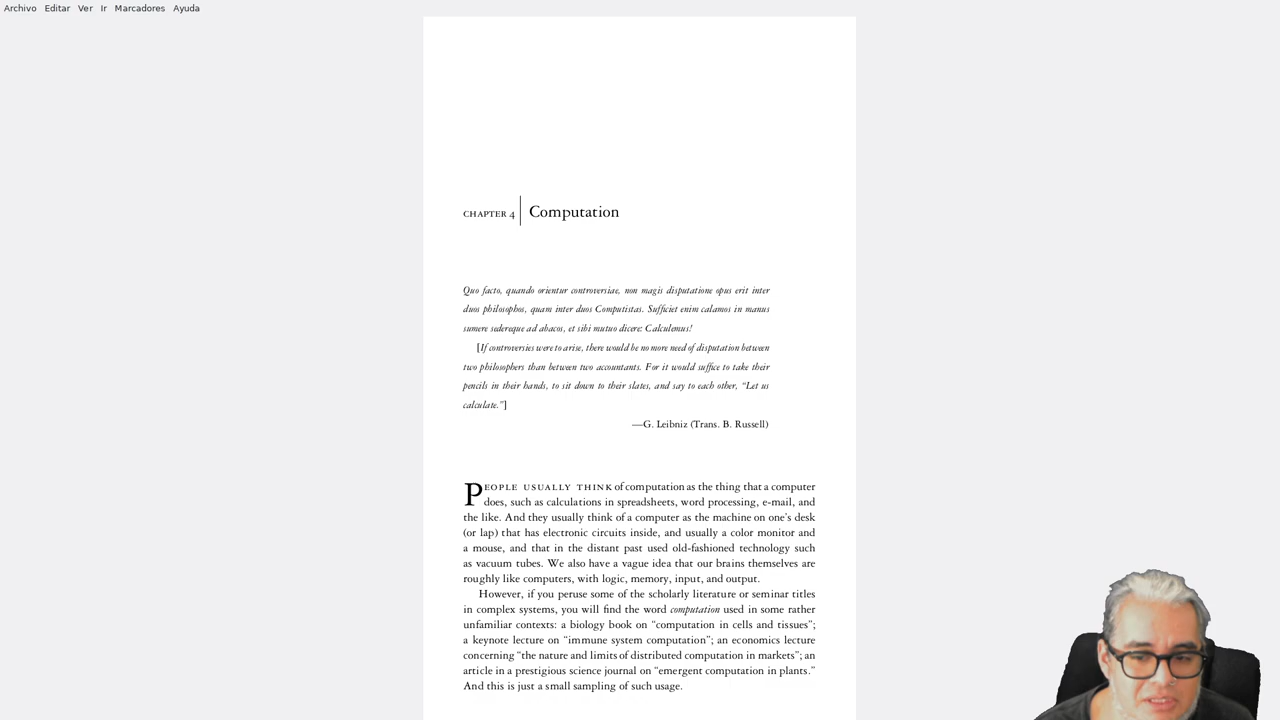 Archivo Editar Ver Ir Marcadores Ayuda
CHAPTER 4 Computation
Quo facto, quando orientur controversiae, non magis disputatione opus erit inter
duos philosophos, quam inter duos Computistas. Sufficiet enim calamos in manus
sumere sedereque ad abacos, et sibi mutuo dicere: Calculemus!
[If controversies were to arise, there would be no more need of disputation between
two philosophers than between two accountants. For it would suffice to take their
pencils in their hands, to sit down to their slates, and say to each other, “Let us
calculate.”]
—G. Leibniz (Trans. B. Russell)
PEOPLE USUALLY THINK of computation as the thing that a computer
does, such as calculations in spreadsheets, word processing, e-mail, and
the like. And they usually think of a computer as the machine on one’s desk
(or lap) that has electronic circuits inside, and usually a color monitor and
a mouse, and that in the distant past used old-fashioned technology such
as vacuum tubes. We also have a vague idea that our brains themselves are
roughly like computers, with logic, memory, input, and output.
However, if you peruse some of the scholarly literature or seminar titles
in complex systems, you will find the word computation used in some rather
unfamiliar contexts: a biology book on “computation in cells and tissues”;
a keynote lecture on “immune system computation”; an economics lecture
concerning “the nature and limits of distributed computation in markets”; an
article in a prestigious science journal on “emergent computation in plants.”
And this is just a small sampling of such usage.